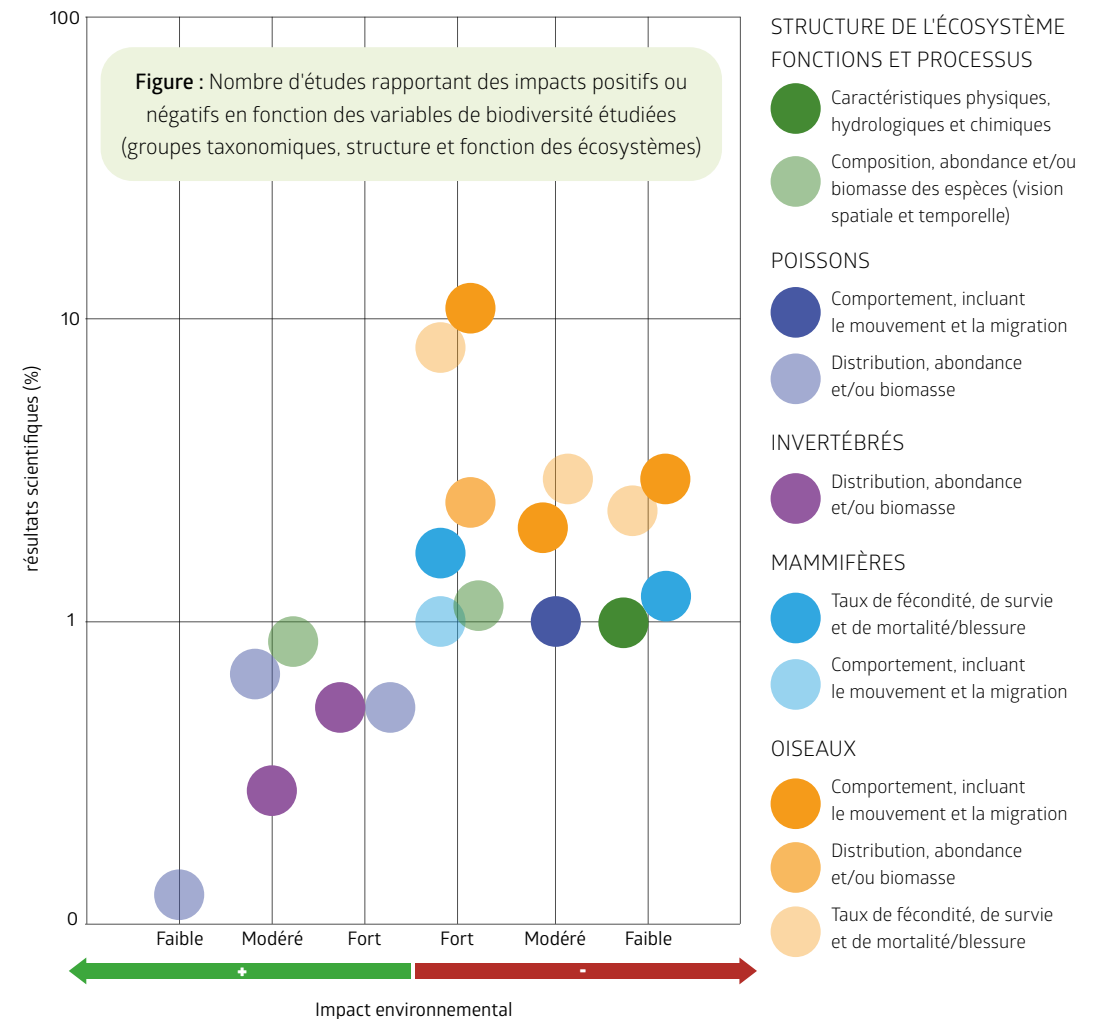 100
Figure : Nombre d'études rapportant des impacts positifs ou
négatifs en fonction des variables de biodiversité étudiées
(groupes taxonomiques, structure et fonction des écosystèmes)
10
résultats scientifiques (%)
1
0
Faible
Modéré
Fort
Fort
Modéré
Faible
+
-
Impact environnemental
STRUCTURE DE L'ÉCOSYSTÈME
FONCTIONS ET PROCESSUS
Caractéristiques physiques,
hydrologiques et chimiques
Composition, abondance et/ou
biomasse des espèces (vision
spatiale et temporelle)
POISSONS
Comportement, incluant
le mouvement et la migration
Distribution, abondance
et/ou biomasse
INVERTÉBRÉS
Distribution, abondance
et/ou biomasse
MAMMIFÈRES
Taux de fécondité, de survie
et de mortalité/blessure
Comportement, incluant
le mouvement et la migration
OISEAUX
Comportement, incluant
le mouvement et la migration
Distribution, abondance
et/ou biomasse
Taux de fécondité, de survie
et de mortalité/blessure